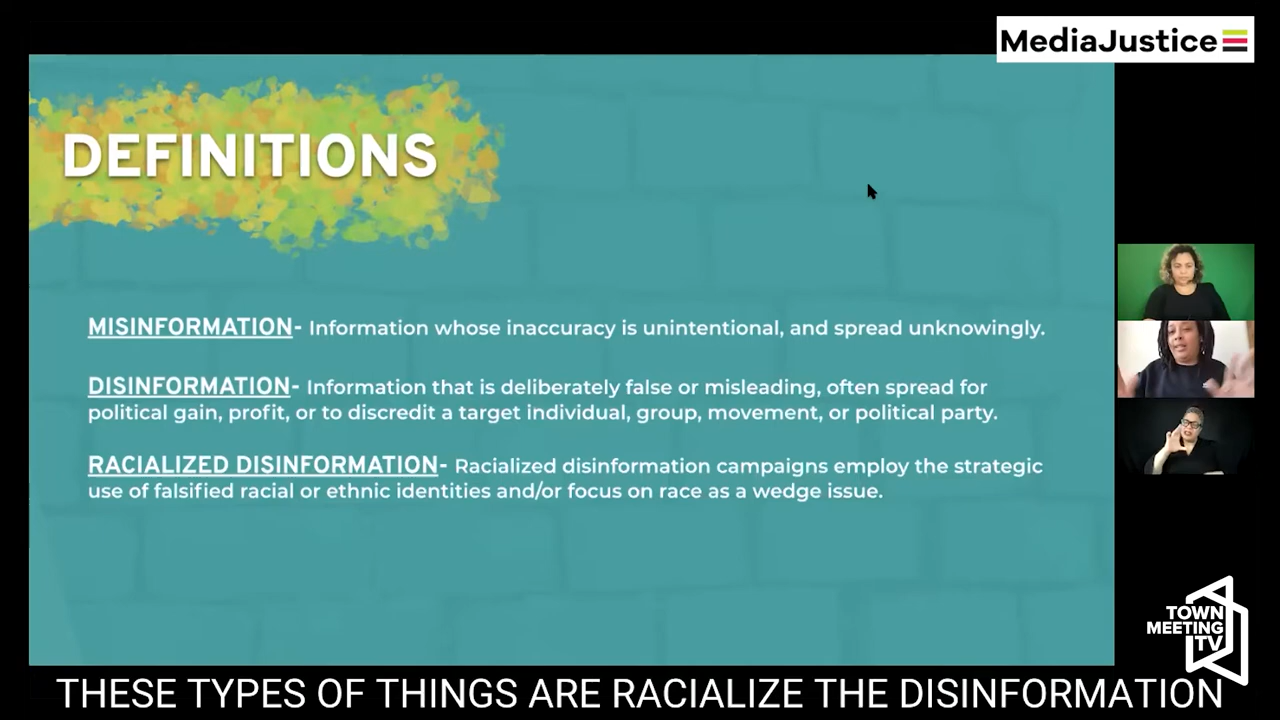 MediaJustice
DEFINITIONS
MISINFORMATION- Information whose inaccuracy is unintentional, and spread unknowingly.
DISINFORMATION- Information that is deliberately false or misleading, often spread for
political gain, profit, or to discredit a target individual, group, movement, or political party.
RACIALIZED DISINFORMATION- Racialized disinformation campaigns employ the strategic
use of falsified racial or ethnic identities and/or focus on race as a wedge issue.
TOWN
MEETING
TV
THESE TYPES OF THINGS ARE RACIALIZE THE DISINFORMATION